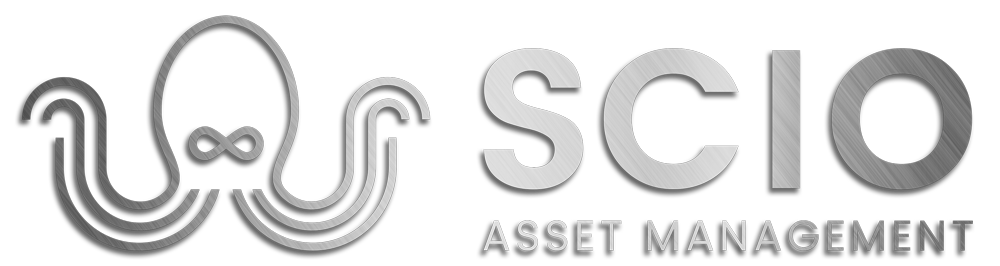 SCIO
ASSET MANAGEMENT